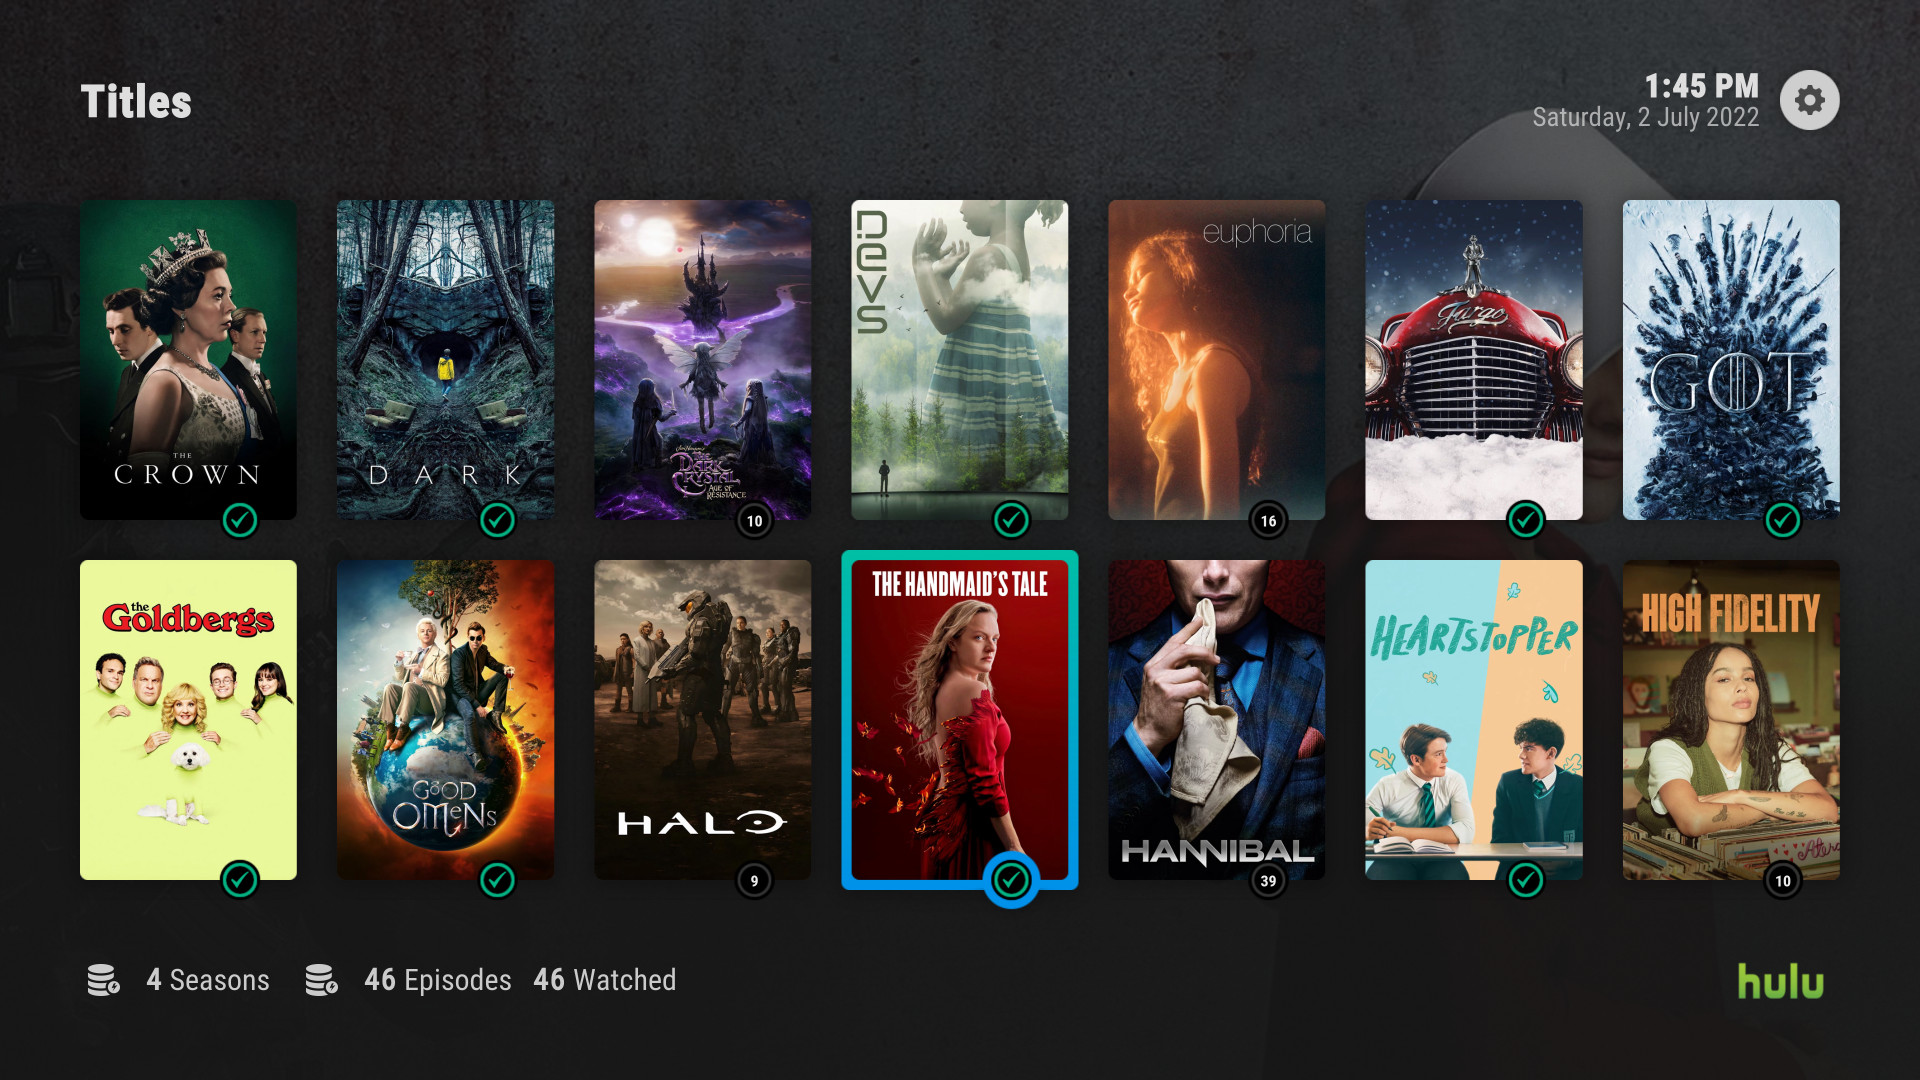 Titles
1:45 PM
Saturday, 2 July 2022
THE
CROWN
DARK
THE
DARK
CRYSTAL
AGE OF
RESISTANCE
10
DEVS
euphoria
16
Fargo
GOT
the
Goldbergs
GOOD
OMENS
HALO
9
THE HANDMAID'S TALE
HANNIBAL
39
HEARTSTOPPER
HIGH FIDELITY
10
4 Seasons
46 Episodes
46 Watched
hulu